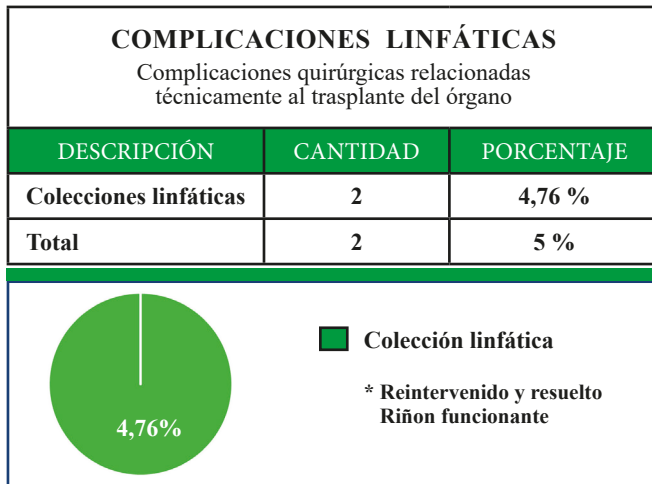 COMPLICACIONES LINFÁTICAS
Complicaciones quirúrgicas relacionadas
técnicamente al trasplante del órgano
DESCRIPCIÓN CANTIDAD PORCENTAJE
Colecciones linfáticas 2 4,76 %
Total 2 5 %
4,76%
Colección linfática
* Reintervenido y resuelto
Riñon funcionante